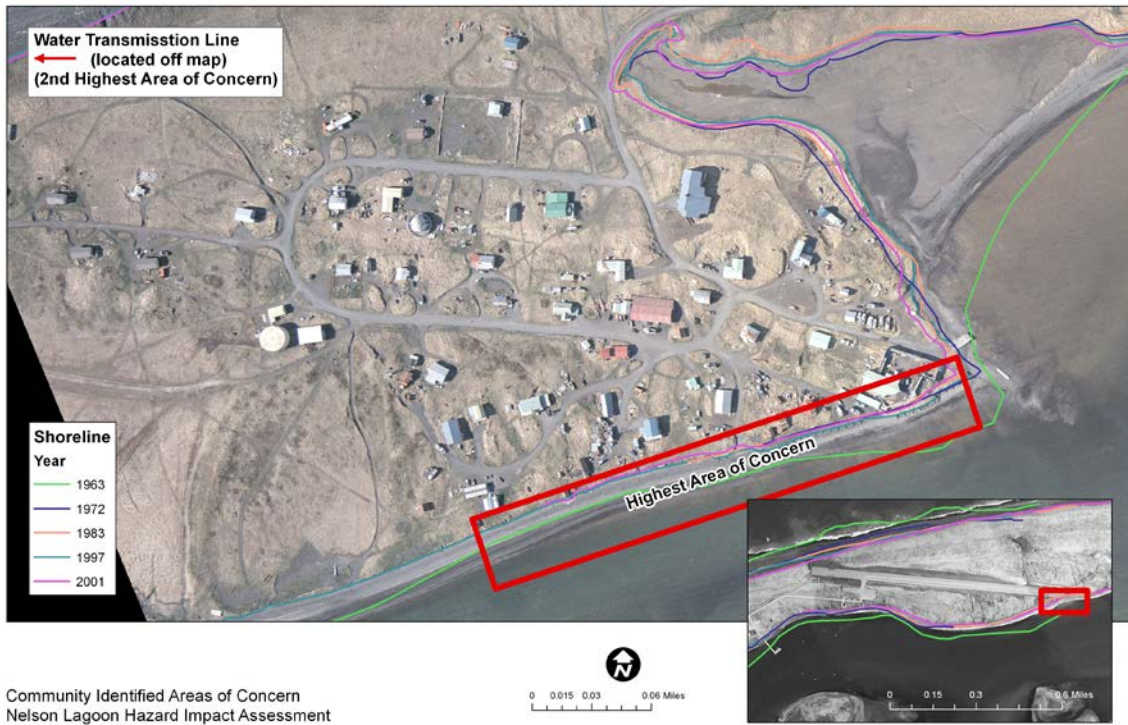 Water Transmisstion Line
(located off map)
(2nd Highest Area of Concern)
Highest Area of Concern
Shoreline
Year
1963
1972
1983
1997
2001
N
0 0.015 0.03 0.06 Miles
0 0.15 0.3 0.6 Miles
Community Identified Areas of Concern
Nelson Lagoon Hazard Impact Assessment